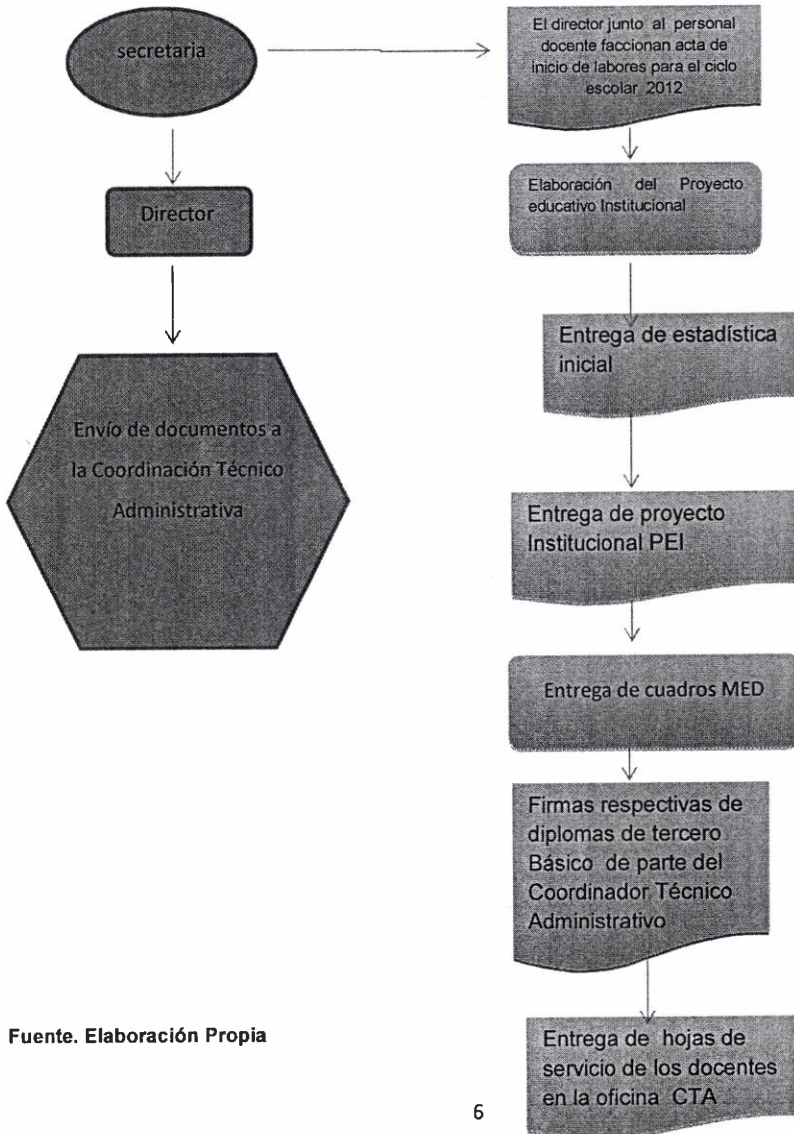 secretaria
El director junto al personal
docente faccionan acta de
inicio de labores para el ciclo
escolar 2012
Director
Elaboración del Proyecto
educativo Institucional
Entrega de estadística
inicial
Envío de documentos a
la Coordinación Técnico
Administrativa
Entrega de proyecto
Institucional PEI
Entrega de cuadros MED
Firmas respectivas de
diplomas de tercero
Básico de parte del
Coordinador Técnico
Administrativo
Entrega de hojas de
servicio de los docentes
en la oficina CTA
Fuente. Elaboración Propia
6